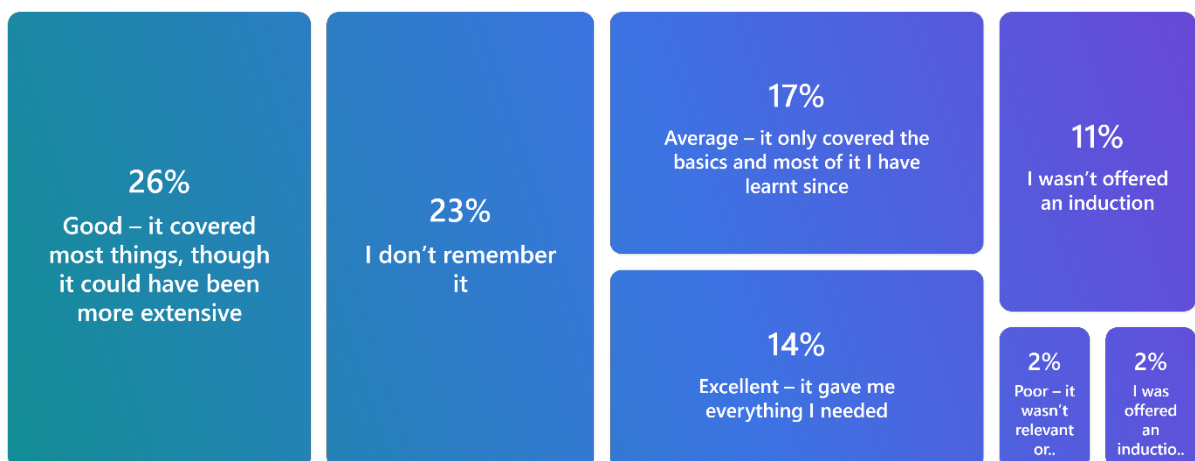 26%
Good – it covered
most things, though
it could have been
more extensive
23%
I don't remember
it
17%
Average – it only covered the
basics and most of it I have
learnt since
14%
Excellent – it gave me
everything I needed
11%
I wasn't offered
an induction
2%
Poor – it
wasn't
relevant
or..
2%
I was
offered
an
inductio..